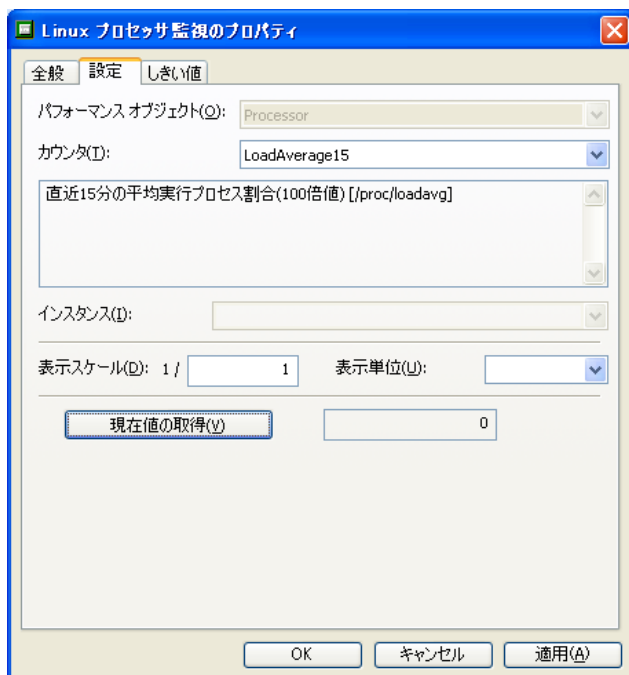 Linux プロセッサ監視のプロパティ
全般 設定 しきい値
パフォーマンス オブジェクト(O): Processor
カウンタ(T): LoadAverage15
直近15分の平均実行プロセス割合(100倍値) [/proc/loadavg]
インスタンス(I):
表示スケール(D): 1 / 1 表示単位(U):
現在値の取得(V) 0
OK キャンセル 適用(A)